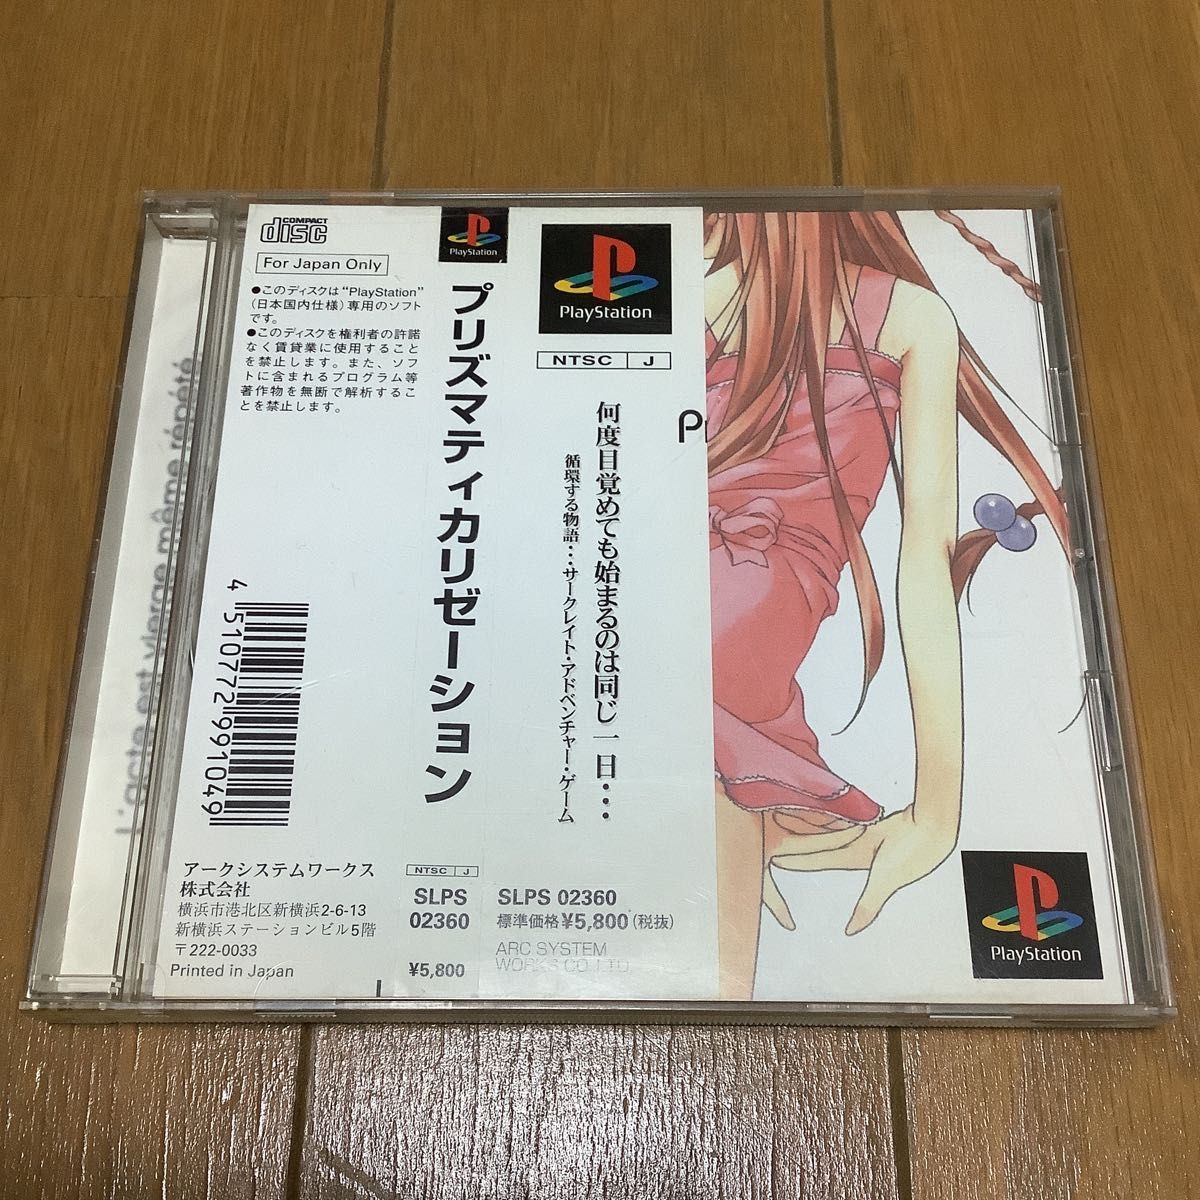 L'acte est vierge même répété
COMPACT
disc
For Japan Only
●このディスクは“PlayStation”
(日本国内仕様)専用のソフト
です。
●このディスクを権利者の許諾
なく賃貸業に使用すること
を禁止します。また、ソフ
トに含まれるプログラム等
著作物を無断で解析するこ
とを禁止します。
4 510772 991049
アークシステムワークス
株式会社
横浜市港北区新横浜2-6-13
新横浜ステーションビル5階
〒222-0033
Printed in Japan
PlayStation
プリズマティカリゼーション
NTSC J
SLPS
02360
¥5,800
PlayStation
NTSC J
何度目覚めても始まるのは同じ一日・・・
循環する物語・・・サークレイト・アドベンチャー・ゲーム
SLPS 02360
標準価格¥5,800(税抜)
ARC SYSTEM
WORKS CO.,LTD.
PlayStation